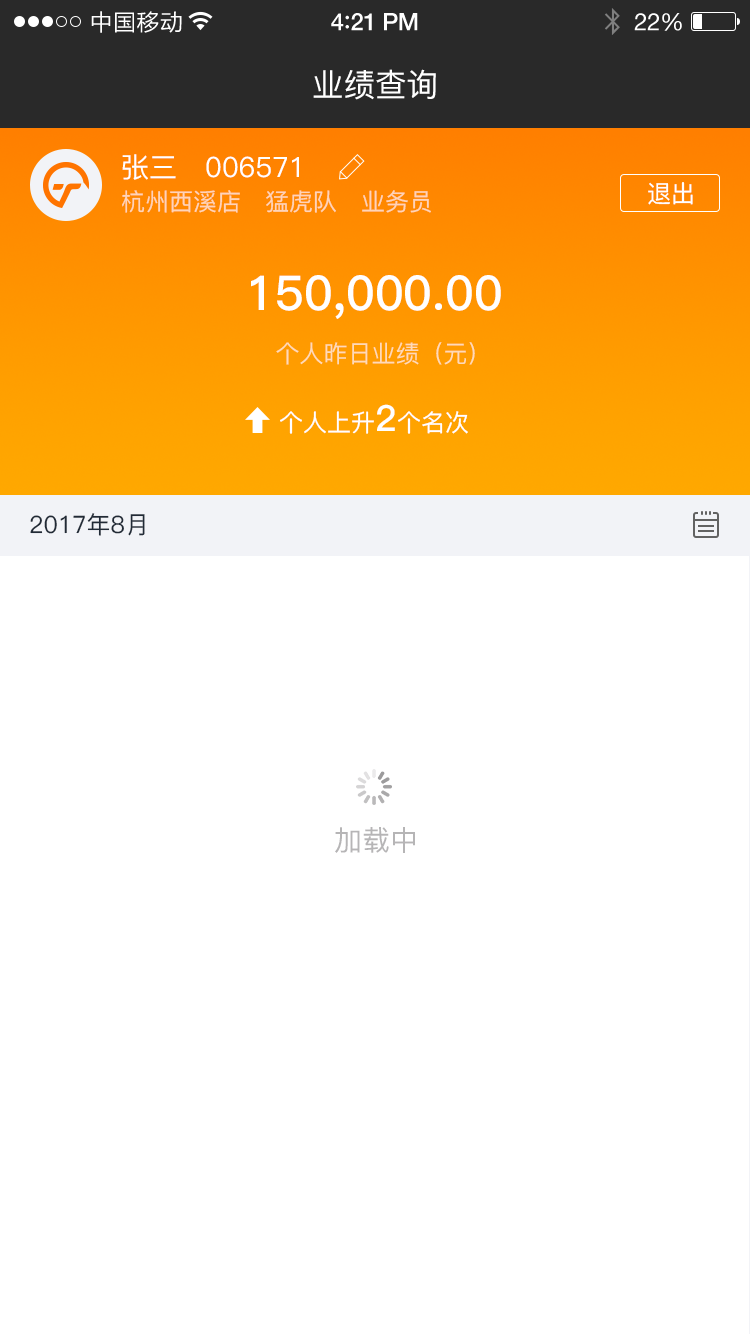 中国移动 4:21 PM 22%
业绩查询
张三 006571
杭州西溪店 猛虎队 业务员
退出
150,000.00
个人昨日业绩（元）
个人上升2个名次
2017年8月
加载中